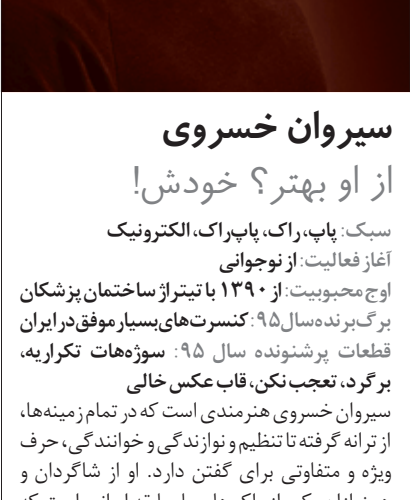 سیروان خسروی
از او بهتر؟ خودش!
سبک: پاپ، راک، پاپ‌راک، الکترونیک
آغاز فعالیت: از نوجوانی
اوج محبوبیت: از ۱۳۹۰ با تیتراژ ساختمان پزشکان
برگ‌برنده‌سال۹۵: کنسرت‌های‌بسیار‌موفق‌در‌ایران
قطعات پرشنونده سال ۹۵: سوژه‌هات تکراریه،
برگرد، تعجب نکن، قاب عکس خالی
سیروان خسروی هنرمندی است که در تمام زمینه‌ها،
از ترانه گرفته تا تنظیم و نوازندگی و خوانندگی، حرف
ویژه و متفاوتی برای گفتن دارد. او از شاگردان و